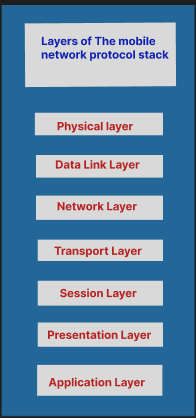 Layers of The mobile
network protocol stack
Physical layer
Data Link Layer
Network Layer
Transport Layer
Session Layer
Presentation Layer
Application Layer